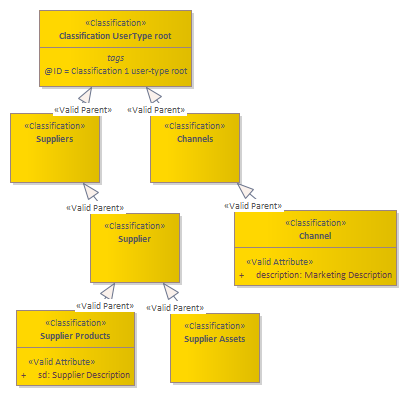 «Classification»
Classification UserType root
tags
@ID = Classification 1 user-type root
«Valid Parent»
«Valid Parent»
«Classification»
Suppliers
«Classification»
Channels
«Valid Parent»
«Valid Parent»
«Classification»
Supplier
«Classification»
Channel
«Valid Attribute»
+ description: Marketing Description
«Valid Parent»
«Valid Parent»
«Classification»
Supplier Products
«Valid Attribute»
+ sd: Supplier Description
«Classification»
Supplier Assets